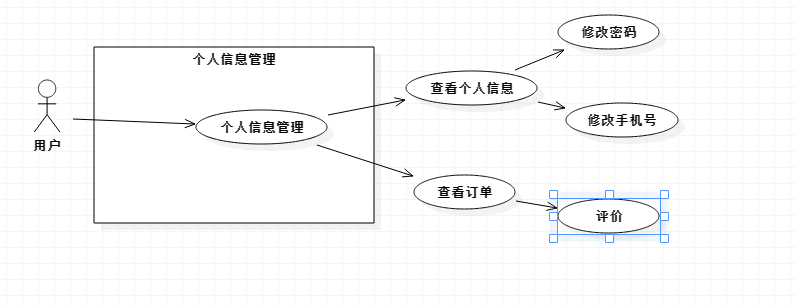 修改密码
个人信息管理
查看个人信息
个人信息管理
修改手机号
用户
查看订单
评价